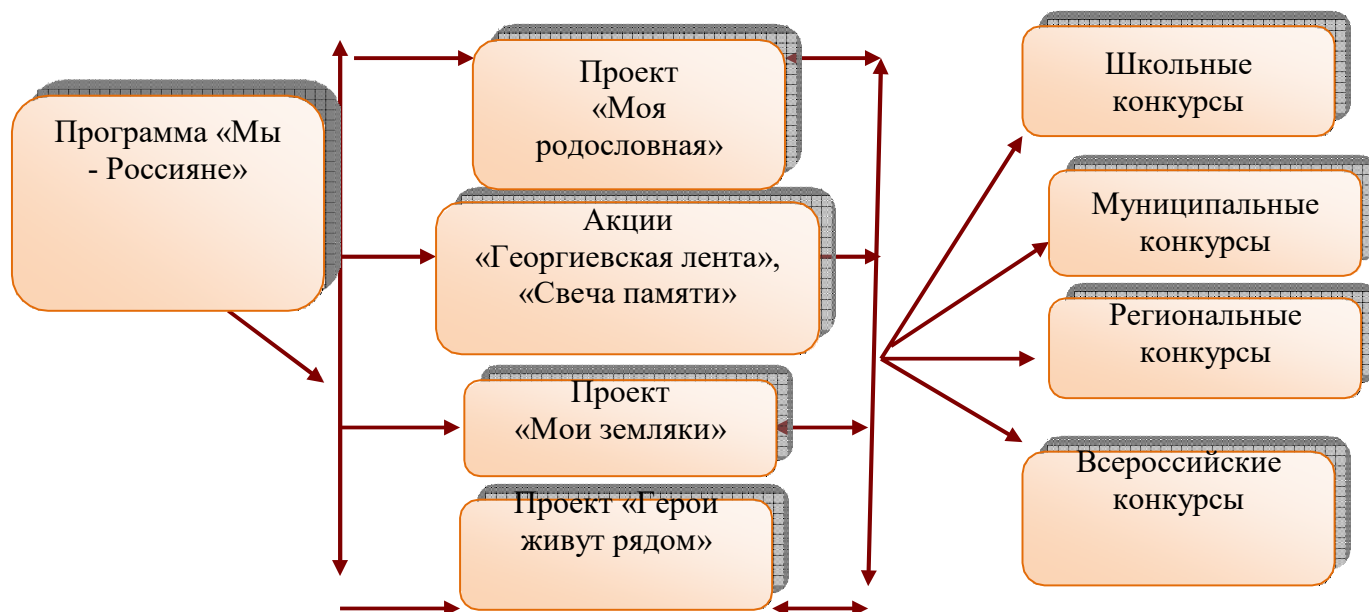 Программа «Мы
- Россияне»
Проект
«Моя
родословная»
Акции
«Георгиевская лента»,
«Свеча памяти»
Проект
«Мои земляки»
Проект «Герои
живут рядом»
Школьные
конкурсы
Муниципальные
конкурсы
Региональные
конкурсы
Всероссийские
конкурсы